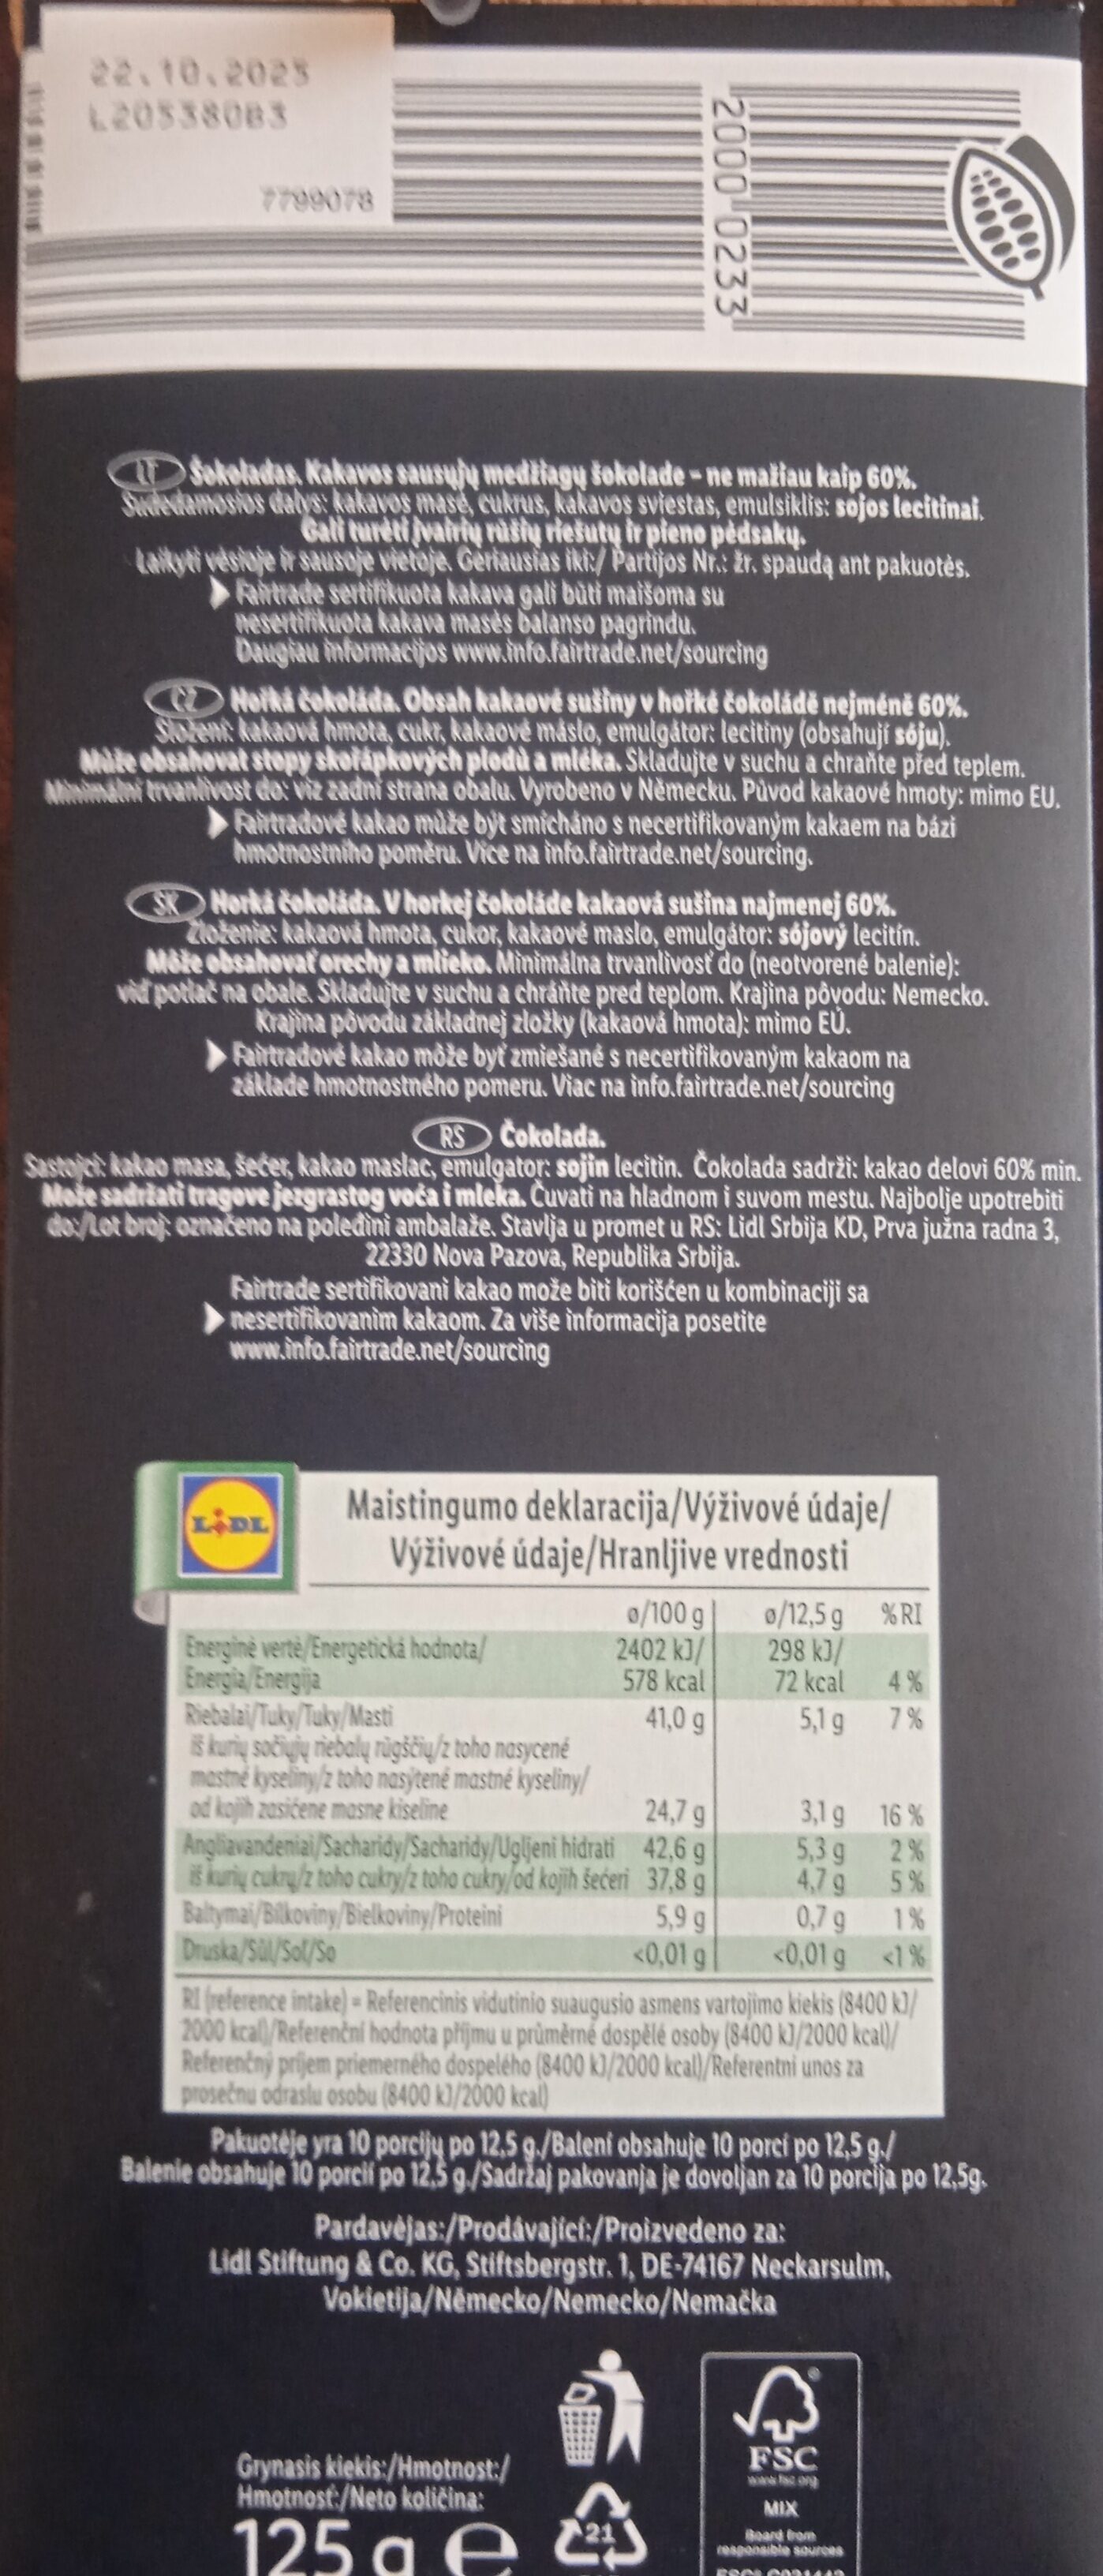 22.10.2025
L20538083
7799078
2000 0233
LT Šokoladas. Kakavos sausųjų medžiagų šokolade – ne mažiau kaip 60%.
Sudedamosios dalys: kakavos masė, cukrus, kakavos sviestas, emulsiklis: sojos lecitinai.
Gali turėti įvairių rūšių riešutų ir pieno pėdsakų.
Laikyti vėsioje ir sausoje vietoje. Geriausias iki:/ Partijos Nr.: žr. spaudą ant pakuotės.
Fairtrade sertifikuota kakava gali būti maišoma su
nesertifikuota kakava masės balanso pagrindu.
Daugiau informacijos www.info.fairtrade.net/sourcing
CZ Hořká čokoláda. Obsah kakaové sušiny v hořké čokoládě nejméně 60%.
Složení: kakaová hmota, cukr, kakaové máslo, emulgátor: lecitiny (obsahují sóju).
Může obsahovat stopy skořápkových plodů a mléka. Skladujte v suchu a chraňte před teplem.
Minimální trvanlivost do: viz zadní strana obalu. Vyrobeno v Německu. Původ kakaové hmoty: mimo EU.
Fairtradové kakao může být smícháno s necertifikovaným kakaem na bázi
hmotnostního poměru. Více na info.fairtrade.net/sourcing.
SK Horká čokoláda. V horkej čokoláde kakaová sušina najmenej 60%.
Zloženie: kakaová hmota, cukor, kakaové maslo, emulgátor: sójový lecitín.
Môže obsahovať orechy a mlieko. Minimálna trvanlivosť do (neotvorené balenie):
viď potlač na obale. Skladujte v suchu a chráňte pred teplom. Krajina pôvodu: Nemecko.
Krajina pôvodu základnej zložky (kakaová hmota): mimo EÚ.
Fairtradové kakao môže byť zmiešané s necertifikovaným kakaom na
základe hmotnostného pomeru. Viac na info.fairtrade.net/sourcing
RS Čokolada.
Sastojci: kakao masa, šećer, kakao maslac, emulgator: sojin lecitin. Čokolada sadrži: kakao delovi 60% min.
Može sadržati tragove jezgrastog voća i mleka. Čuvati na hladnom i suvom mestu. Najbolje upotrebiti
do:/Lot broj: označeno na poleđini ambalaže. Stavlja u promet u RS: Lidl Srbija KD, Prva južna radna 3,
22330 Nova Pazova, Republika Srbija.
Fairtrade sertifikovani kakao može biti korišćen u kombinaciji sa
nesertifikovanim kakaom. Za više informacija posetite
www.info.fairtrade.net/sourcing
LIDL
Maistingumo deklaracija/Výživové údaje/
Výživové údaje/Hranljive vrednosti
ø/100 g ø/12,5 g %RI
Energinė vertė/Energetická hodnota/ 2402 kJ/ 298 kJ/
Energia/Energija 578 kcal 72 kcal 4 %
Riebalai/Tuky/Tuky/Masti 41,0 g 5,1 g 7 %
iš kurių sočiųjų riebalų rūgščių/z toho nasycené
mastné kyseliny/z toho nasýtené mastné kyseliny/
od kojih zasićene masne kiseline 24,7 g 3,1 g 16 %
Angliavandeniai/Sacharidy/Sacharidy/Ugljeni hidrati 42,6 g 5,3 g 2 %
iš kurių cukrų/z toho cukry/z toho cukry/od kojih šećeri 37,8 g 4,7 g 5 %
Baltymai/Bílkoviny/Bielkoviny/Proteini 5,9 g 0,7 g 1 %
Druska/Sůl/Soľ/So <0,01 g <0,01 g <1 %
RI (reference intake) = Referencinis vidutinio suaugusio asmens vartojimo kiekis (8400 kJ/
2000 kcal)/Referenční hodnota příjmu u průměrné dospělé osoby (8400 kJ/2000 kcal)/
Referenčný príjem priemerného dospelého (8400 kJ/2000 kcal)/Referentni unos za
prosečnu odraslu osobu (8400 kJ/2000 kcal)
Pakuotėje yra 10 porcijų po 12,5 g./Balení obsahuje 10 porcí po 12,5 g./
Balenie obsahuje 10 porcií po 12,5 g./Sadržaj pakovanja je dovoljan za 10 porcija po 12,5g.
Pardavėjas:/Prodávající:/Proizvedeno za:
Lidl Stiftung & Co. KG, Stiftsbergstr. 1, DE-74167 Neckarsulm,
Vokietija/Německo/Nemecko/Nemačka
Grynasis kiekis:/Hmotnost:/
Hmotnosť:/Neto količina:
125 g e
21
FSC
www.fsc.org
MIX
Board from
responsible sources